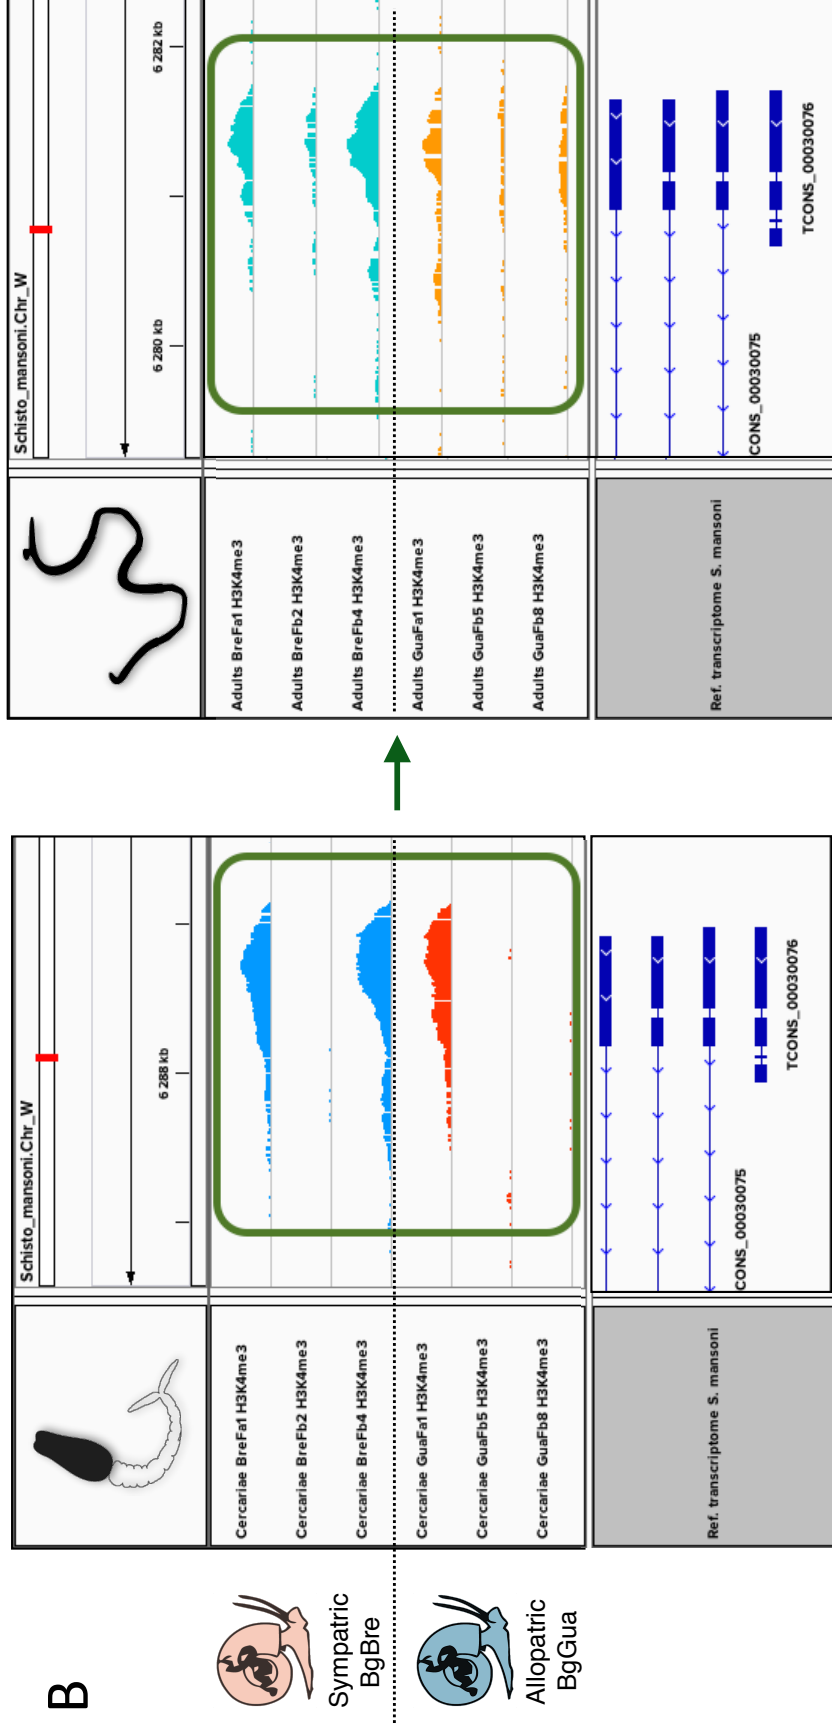 B
Sympatric
BgBre
Allopatric
BgGua
Schisto_mansoni.Chr_W
6 288 kb
Cercariae BreFa1 H3K4me3
Cercariae BreFb2 H3K4me3
Cercariae BreFb4 H3K4me3
Cercariae GuaFa1 H3K4me3
Cercariae GuaFb5 H3K4me3
Cercariae GuaFb8 H3K4me3
Ref. transcriptome S. mansoni
CONS_00030075
TCONS_00030076
Schisto_mansoni.Chr_W
6 280 kb
6 282 kb
Adults BreFa1 H3K4me3
Adults BreFb2 H3K4me3
Adults BreFb4 H3K4me3
Adults GuaFa1 H3K4me3
Adults GuaFb5 H3K4me3
Adults GuaFb8 H3K4me3
Ref. transcriptome S. mansoni
CONS_00030075
TCONS_00030076